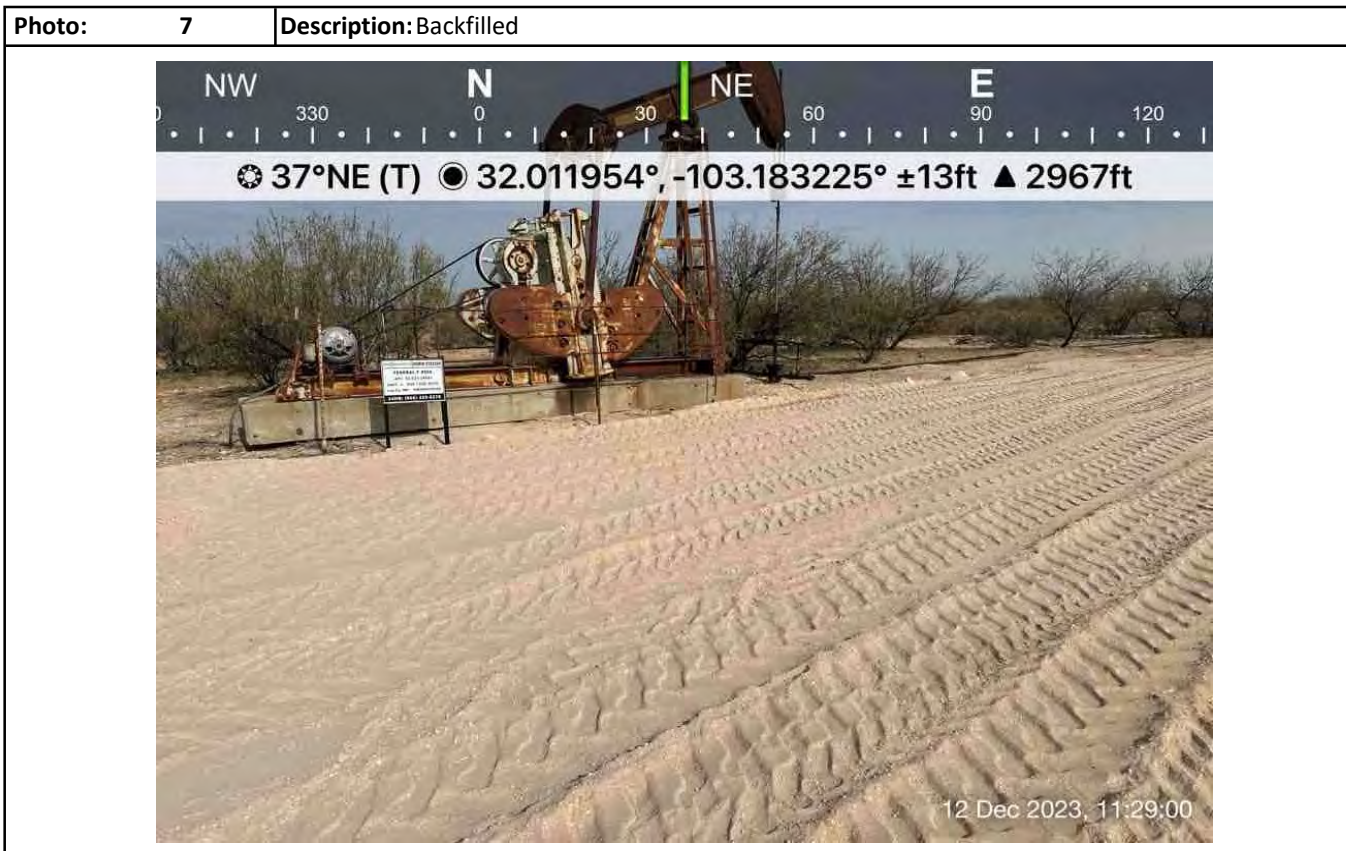 Photo: 7 Description: Backfilled
NW N NE E
330 0 30 60 90 120
37°NE (T) 32.011954°, -103.183225° ±13ft ▲ 2967ft
12 Dec 2023, 11:29:00